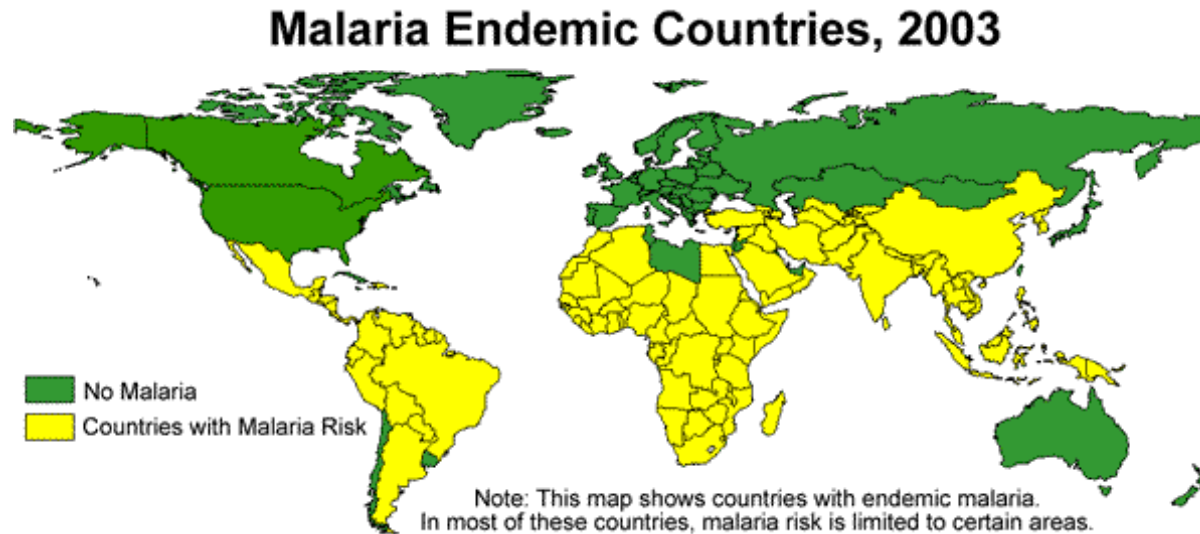 Malaria Endemic Countries, 2003
No Malaria
Countries with Malaria Risk
Note: This map shows countries with endemic malaria.
In most of these countries, malaria risk is limited to certain areas.